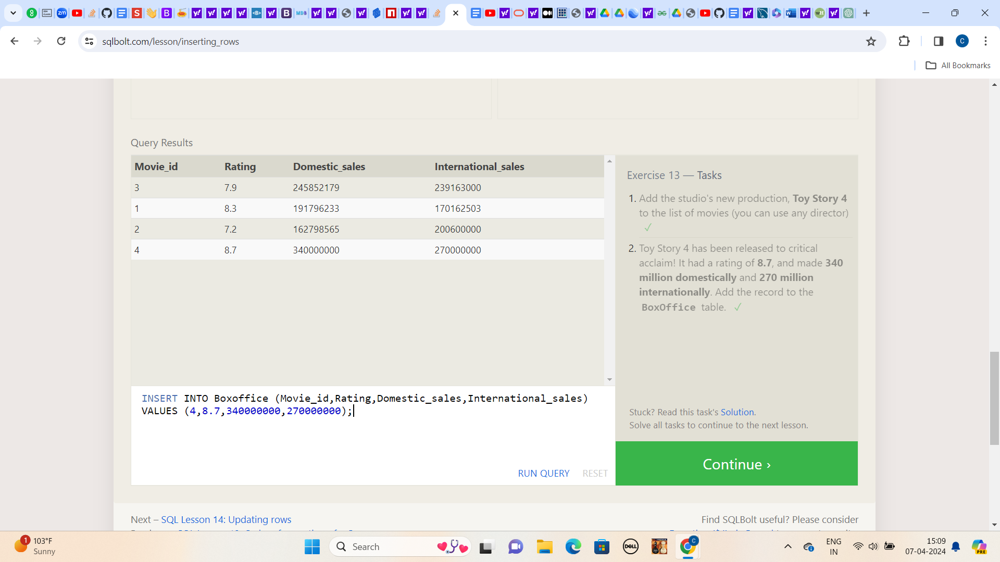 sqlbolt.com/lesson/inserting_rows
All Bookmarks
Query Results
Movie_id Rating Domestic_sales International_sales
3 7.9 245852179 239163000
1 8.3 191796233 170162503
2 7.2 162798565 200600000
4 8.7 340000000 270000000
INSERT INTO Boxoffice (Movie_id,Rating,Domestic_sales,International_sales)
VALUES (4,8.7,340000000,270000000);
RUN QUERY RESET
Exercise 13 — Tasks
1. Add the studio's new production, Toy Story 4
to the list of movies (you can use any director)
✓
2. Toy Story 4 has been released to critical
acclaim! It had a rating of 8.7, and made 340
million domestically and 270 million
internationally. Add the record to the
BoxOffice table. ✓
Stuck? Read this task's Solution.
Solve all tasks to continue to the next lesson.
Continue ›
Next – SQL Lesson 14: Updating rows
Find SQLBolt useful? Please consider
1
103°F
Sunny
Search
DELL
C
ENG
IN
15:09
07-04-2024
PRE